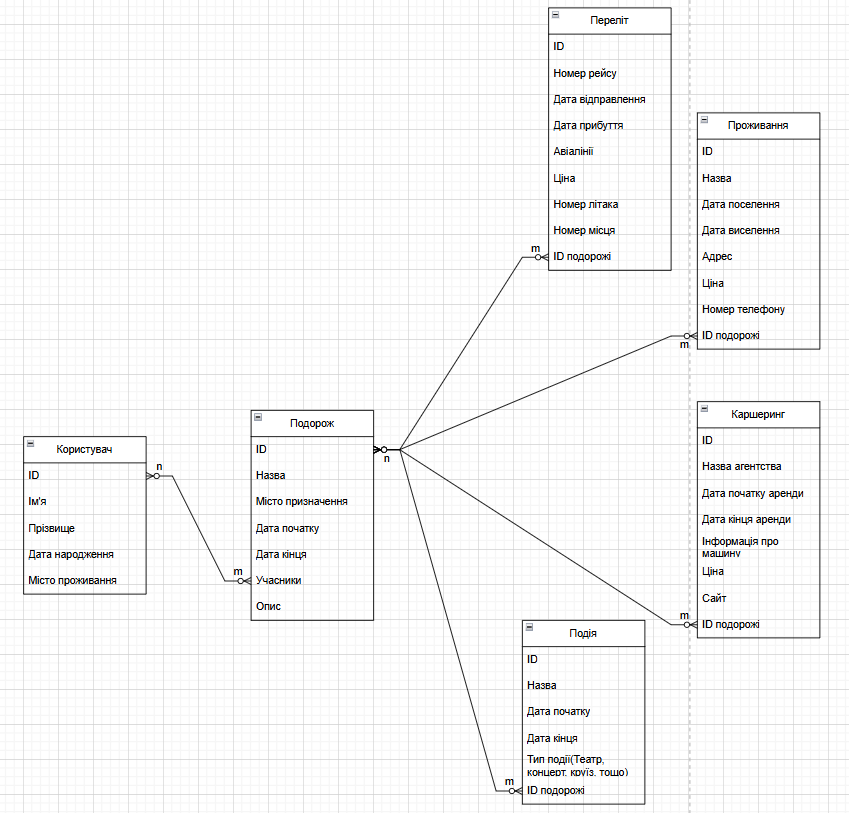 Переліт
ID
Номер рейсу
Дата відправлення
Дата прибуття
Авіалінії
Ціна
Номер літака
Номер місця
m
ID подорожі
Проживання
ID
Назва
Дата поселення
Дата виселення
Адрес
Ціна
Номер телефону
ID подорожі
m
Каршеринг
ID
Назва агентства
Дата початку аренди
Дата кінця аренди
Інформація про
машину
Ціна
Сайт
m
ID подорожі
Подорож
ID
n
Назва
Місто призначення
Дата початку
Дата кінця
m
Учасники
Опис
Користувач
n
ID
Ім'я
Прізвище
Дата народження
Місто проживання
Подія
ID
Назва
Дата початку
Дата кінця
Тип події(Театр,
концерт, круїз, тощо)
m
ID подорожі